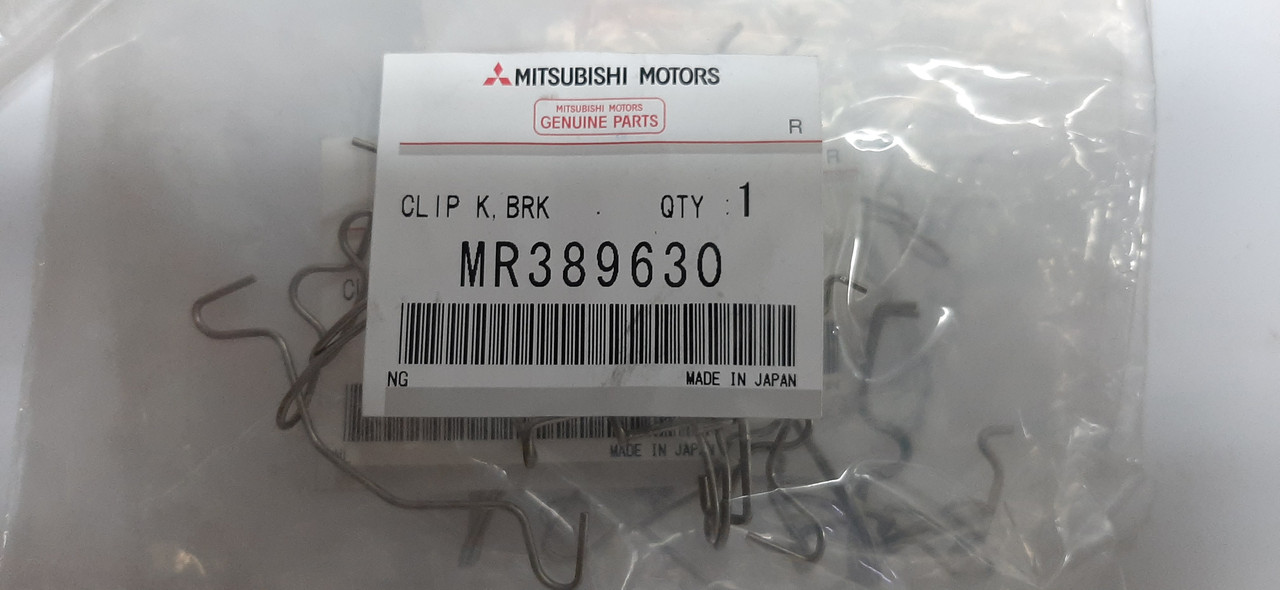 MITSUBISHI MOTORS
MITSUBISHI MOTORS
GENUINE PARTS
R
R
CLIP K, BRK . QTY : 1
MR389630
NG MADE IN JAPAN
MADE IN JAPAN